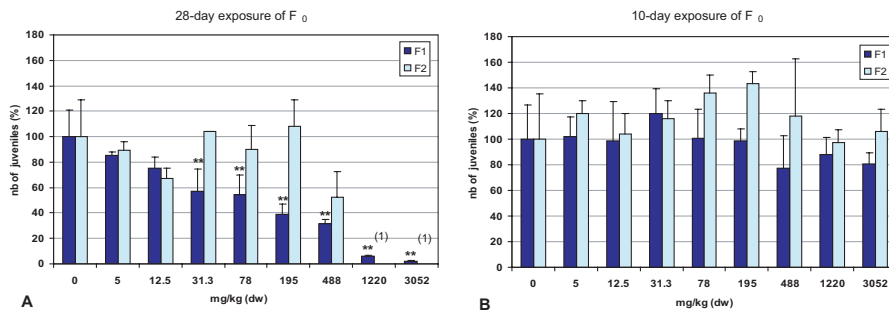 28-day exposure of F 0
nb of juveniles (%)
180
160
140
120
100
80
60
40
20
0
F1
F2
**
**
**
**
** (1)
** (1)
0 5 12.5 31.3 78 195 488 1220 3052
mg/kg (dw)
A
10-day exposure of F 0
nb of juveniles (%)
180
160
140
120
100
80
60
40
20
0
F1
F2
0 5 12.5 31.3 78 195 488 1220 3052
mg/kg (dw)
B